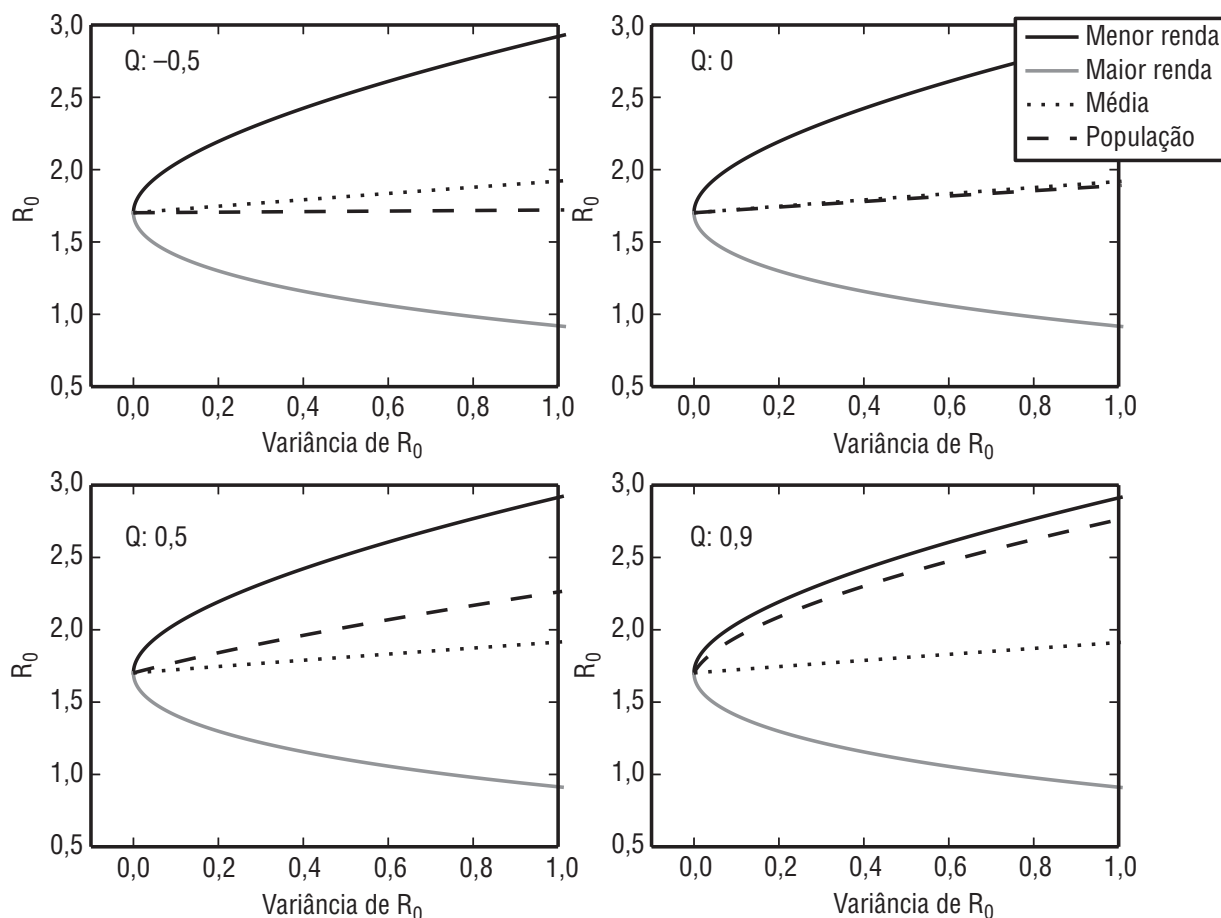 3,0
2,5
2,0
1,5
1,0
0,5
R0
Q: –0,5
0,0 0,2 0,4 0,6 0,8 1,0
Variância de R0
3,0
2,5
2,0
1,5
1,0
0,5
R0
Q: 0
0,0 0,2 0,4 0,6 0,8 1,0
Variância de R0
Menor renda
Maior renda
Média
População
3,0
2,5
2,0
1,5
1,0
0,5
R0
Q: 0,5
0,0 0,2 0,4 0,6 0,8 1,0
Variância de R0
3,0
2,5
2,0
1,5
1,0
0,5
R0
Q: 0,9
0,0 0,2 0,4 0,6 0,8 1,0
Variância de R0